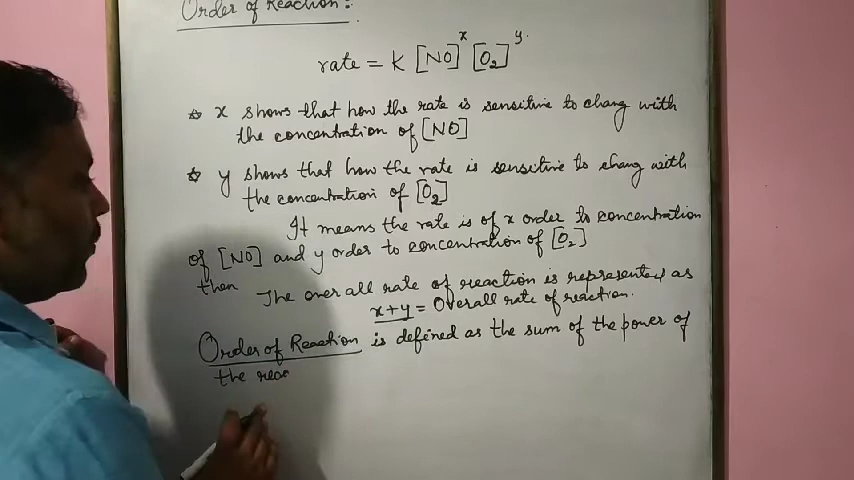 Order of Reaction:-
rate = K [NO]^x [O₂]^y.
☆ x shows that how the rate is sensitive to chang with
the concentration of [NO]
☆ y shows that how the rate is sensitive to chang with
the concentration of [O₂]
It means the rate is of x order to concentration
of [NO] and y order to concentration of [O₂]
then The over all rate of reaction is represented as
x+y = Overall rate of reaction.
Order of Reaction is defined as the sum of the power of
the reac